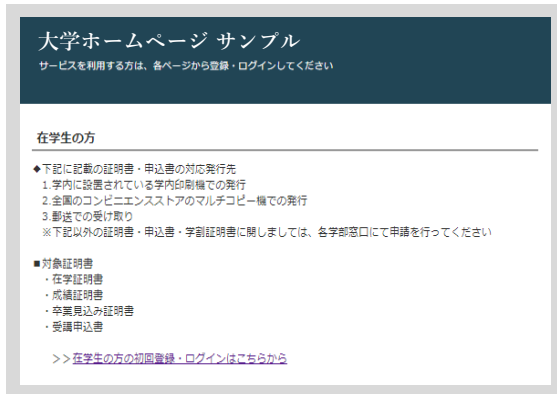 大学ホームページ サンプル
サービスを利用する方は、各ページから登録・ログインしてください
在学生の方
◆下記に記載の証明書・申込書の対応発行先
1.学内に設置されている学内印刷機での発行
2.全国のコンビニエンスストアのマルチコピー機での発行
3.郵送での受け取り
※下記以外の証明書・申込書・学割証明書に関しましては、各学部窓口にて申請を行ってください
■対象証明書
・在学証明書
・成績証明書
・卒業見込み証明書
・受講申込書
>>在学生の方の初回登録・ログインはこちらから